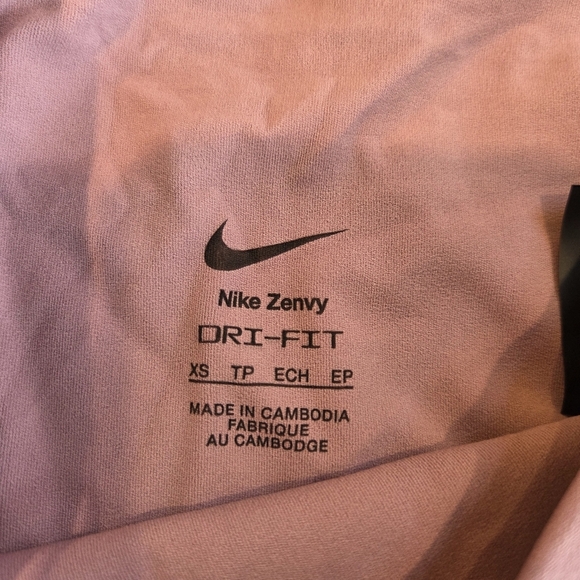 Nike Zenvy
DRI-FIT
XS TP ECH EP
MADE IN CAMBODIA
FABRIQUE
AU CAMBODGE